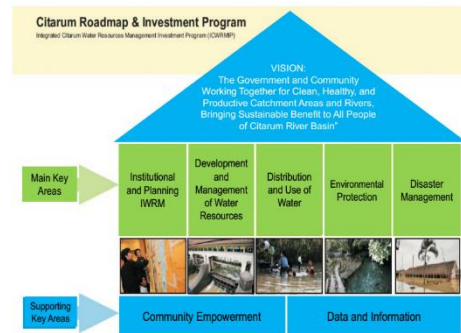 Citarum Roadmap & Investment Program
Integrated Citarum Water Resources Management Investment Program (ICWRMIP)
VISION:
The Government and Community
Working Together for Clean, Healthy, and
Productive Catchment Areas and Rivers,
Bringing Sustainable Benefit to All People
of Citarum River Basin"
Main Key
Areas
Institutional
and Planning
IWRM
Development
and
Management
of Water
Resources
Distribution
and Use of
Water
Environmental
Protection
Disaster
Management
Supporting
Key Areas
Community Empowerment
Data and Information